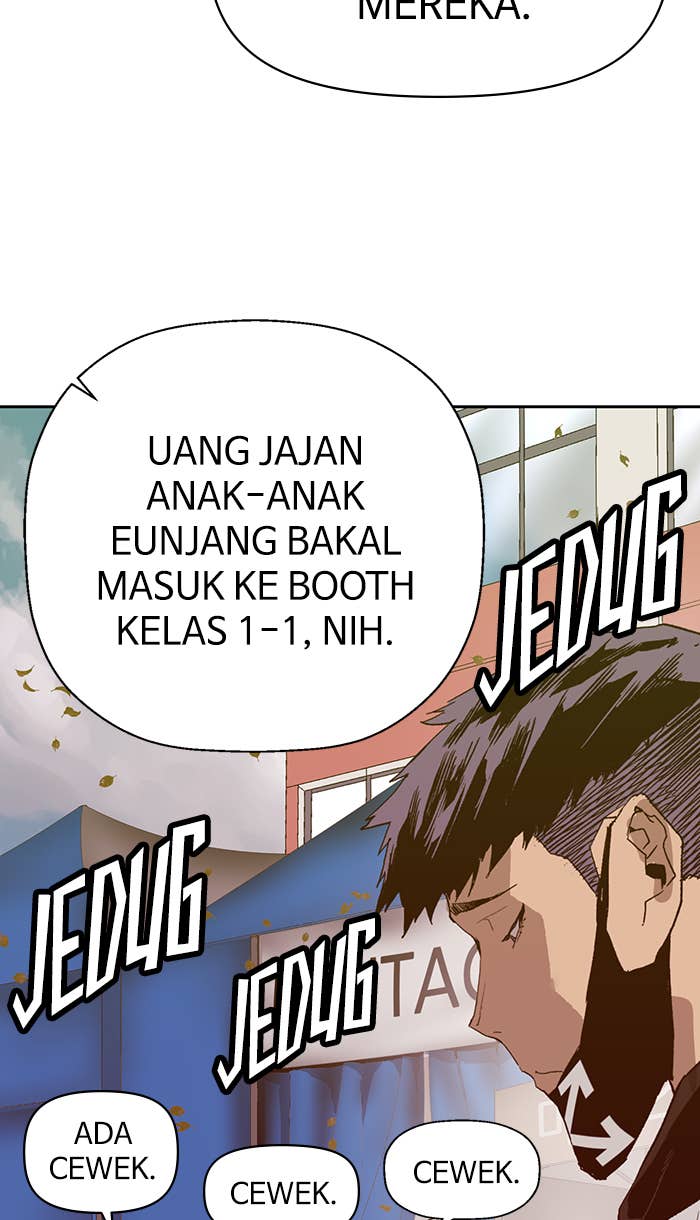 MEREKA.
UANG JAJAN
ANAK-ANAK
EUNJANG BAKAL
MASUK KE BOOTH
KELAS 1-1, NIH.
JEDUG
JEDUG
JEDUG
TAC
ADA
CEWEK.
CEWEK.
CEWEK.